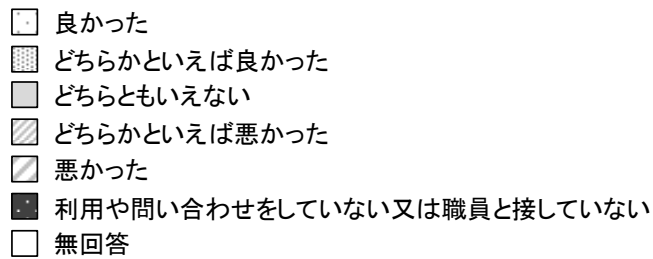 良かった
どちらかといえば良かった
どちらともいえない
どちらかといえば悪かった
悪かった
利用や問い合わせをしていない又は職員と接していない
無回答